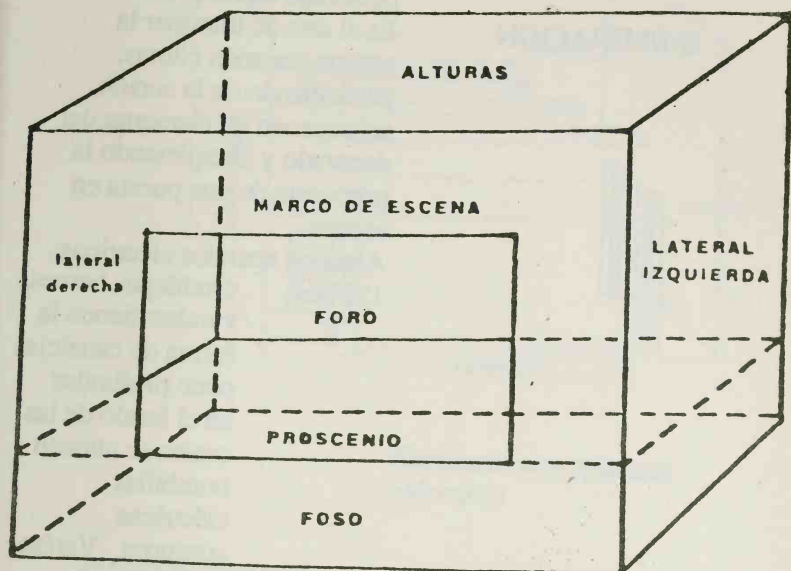 ALTURAS
MARCO DE ESCENA
lateral
derecha
LATERAL
IZQUIERDA
FORO
PROSCENIO
FOSO